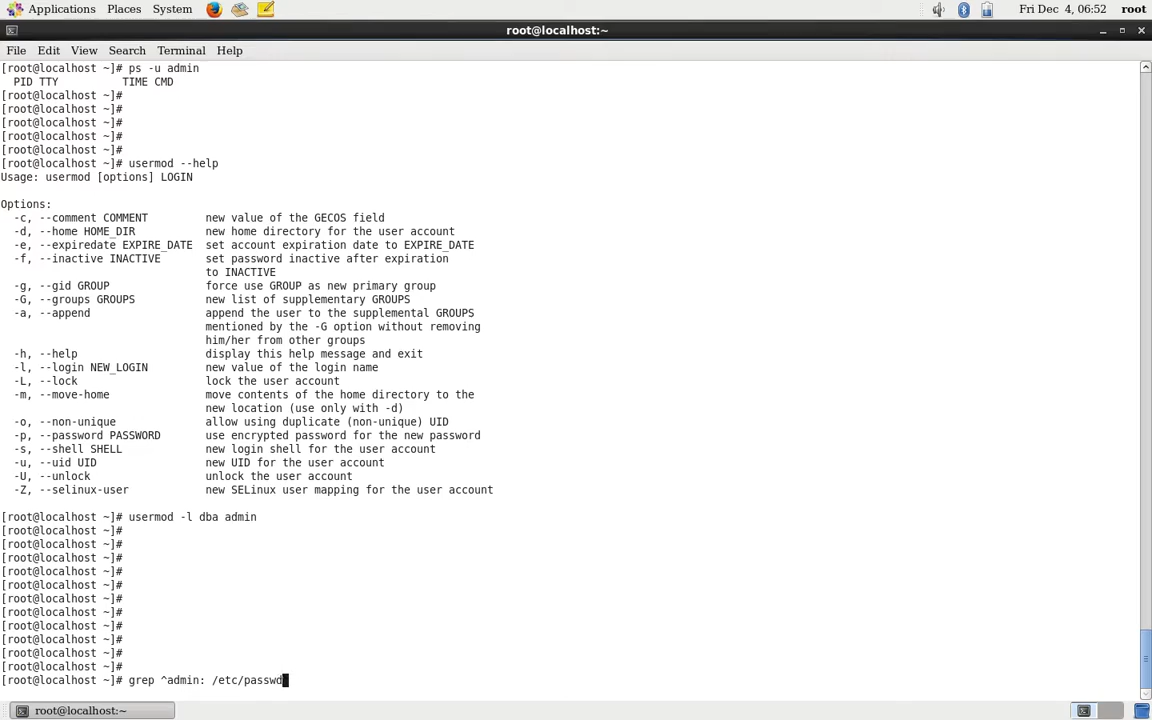 Applications Places System Fri Dec 4, 06:52 root
root@localhost:~
File Edit View Search Terminal Help
[root@localhost ~]# ps -u admin
  PID TTY          TIME CMD
[root@localhost ~]#
[root@localhost ~]#
[root@localhost ~]#
[root@localhost ~]#
[root@localhost ~]#
[root@localhost ~]# usermod --help
Usage: usermod [options] LOGIN

Options:
  -c, --comment COMMENT         new value of the GECOS field
  -d, --home HOME_DIR           new home directory for the user account
  -e, --expiredate EXPIRE_DATE  set account expiration date to EXPIRE_DATE
  -f, --inactive INACTIVE       set password inactive after expiration
                                to INACTIVE
  -g, --gid GROUP               force use GROUP as new primary group
  -G, --groups GROUPS           new list of supplementary GROUPS
  -a, --append                  append the user to the supplemental GROUPS
                                mentioned by the -G option without removing
                                him/her from other groups
  -h, --help                    display this help message and exit
  -l, --login NEW_LOGIN         new value of the login name
  -L, --lock                    lock the user account
  -m, --move-home               move contents of the home directory to the
                                new location (use only with -d)
  -o, --non-unique              allow using duplicate (non-unique) UID
  -p, --password PASSWORD       use encrypted password for the new password
  -s, --shell SHELL             new login shell for the user account
  -u, --uid UID                 new UID for the user account
  -U, --unlock                  unlock the user account
  -Z, --selinux-user            new SELinux user mapping for the user account

[root@localhost ~]# usermod -l dba admin
[root@localhost ~]#
[root@localhost ~]#
[root@localhost ~]#
[root@localhost ~]#
[root@localhost ~]#
[root@localhost ~]#
[root@localhost ~]#
[root@localhost ~]#
[root@localhost ~]#
[root@localhost ~]#
[root@localhost ~]#
[root@localhost ~]# grep ^admin: /etc/passwd
root@localhost:~